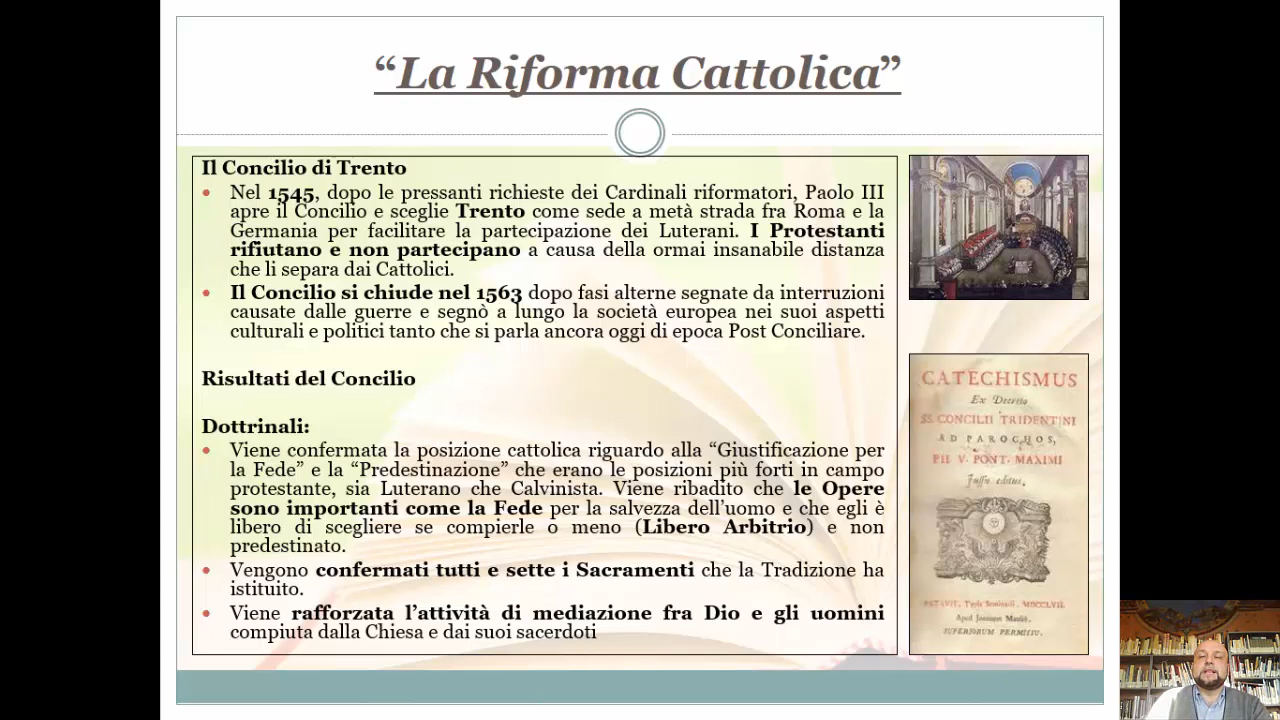 “La Riforma Cattolica”
Il Concilio di Trento
• Nel 1545, dopo le pressanti richieste dei Cardinali riformatori, Paolo III
apre il Concilio e sceglie Trento come sede a metà strada fra Roma e la
Germania per facilitare la partecipazione dei Luterani. I Protestanti
rifiutano e non partecipano a causa della ormai insanabile distanza
che li separa dai Cattolici.
• Il Concilio si chiude nel 1563 dopo fasi alterne segnate da interruzioni
causate dalle guerre e segnò a lungo la società europea nei suoi aspetti
culturali e politici tanto che si parla ancora oggi di epoca Post Conciliare.
Risultati del Concilio
Dottrinali:
• Viene confermata la posizione cattolica riguardo alla “Giustificazione per
la Fede” e la “Predestinazione” che erano le posizioni più forti in campo
protestante, sia Luterano che Calvinista. Viene ribadito che le Opere
sono importanti come la Fede per la salvezza dell’uomo e che egli è
libero di scegliere se compierle o meno (Libero Arbitrio) e non
predestinato.
• Vengono confermati tutti e sette i Sacramenti che la Tradizione ha
istituito.
• Viene rafforzata l’attività di mediazione fra Dio e gli uomini
compiuta dalla Chiesa e dai suoi sacerdoti
CATECHISMUS
Ex Decreto
SS. CONCILII TRIDENTINI
AD PAROCHOS,
PII V. PONT. MAXIMI
Jussu editus.
PATAVII, Typis Seminarii. MDCCLVII.
Apud Joannem Manfrè.
SUPERIORUM PERMISSU.